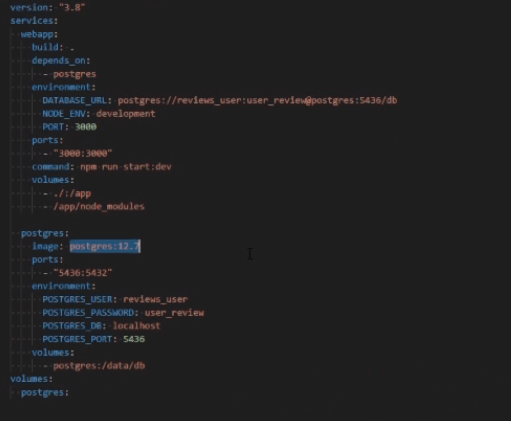 version: "3.8"
services:
  webapp:
    build: .
    depends_on:
      - postgres
    environment:
      DATABASE_URL: postgres://reviews_user:user_review@postgres:5436/db
      NODE_ENV: development
      PORT: 3000
    ports:
      - "3000:3000"
    command: npm run start:dev
    volumes:
      - ./:/app
      - /app/node_modules

  postgres:
    image: postgres:12.7
    ports:
      - "5436:5432"
    environment:
      POSTGRES_USER: reviews_user
      POSTGRES_PASSWORD: user_review
      POSTGRES_DB: localhost
      POSTGRES_PORT: 5436
    volumes:
      - postgres:/data/db
volumes:
  postgres: